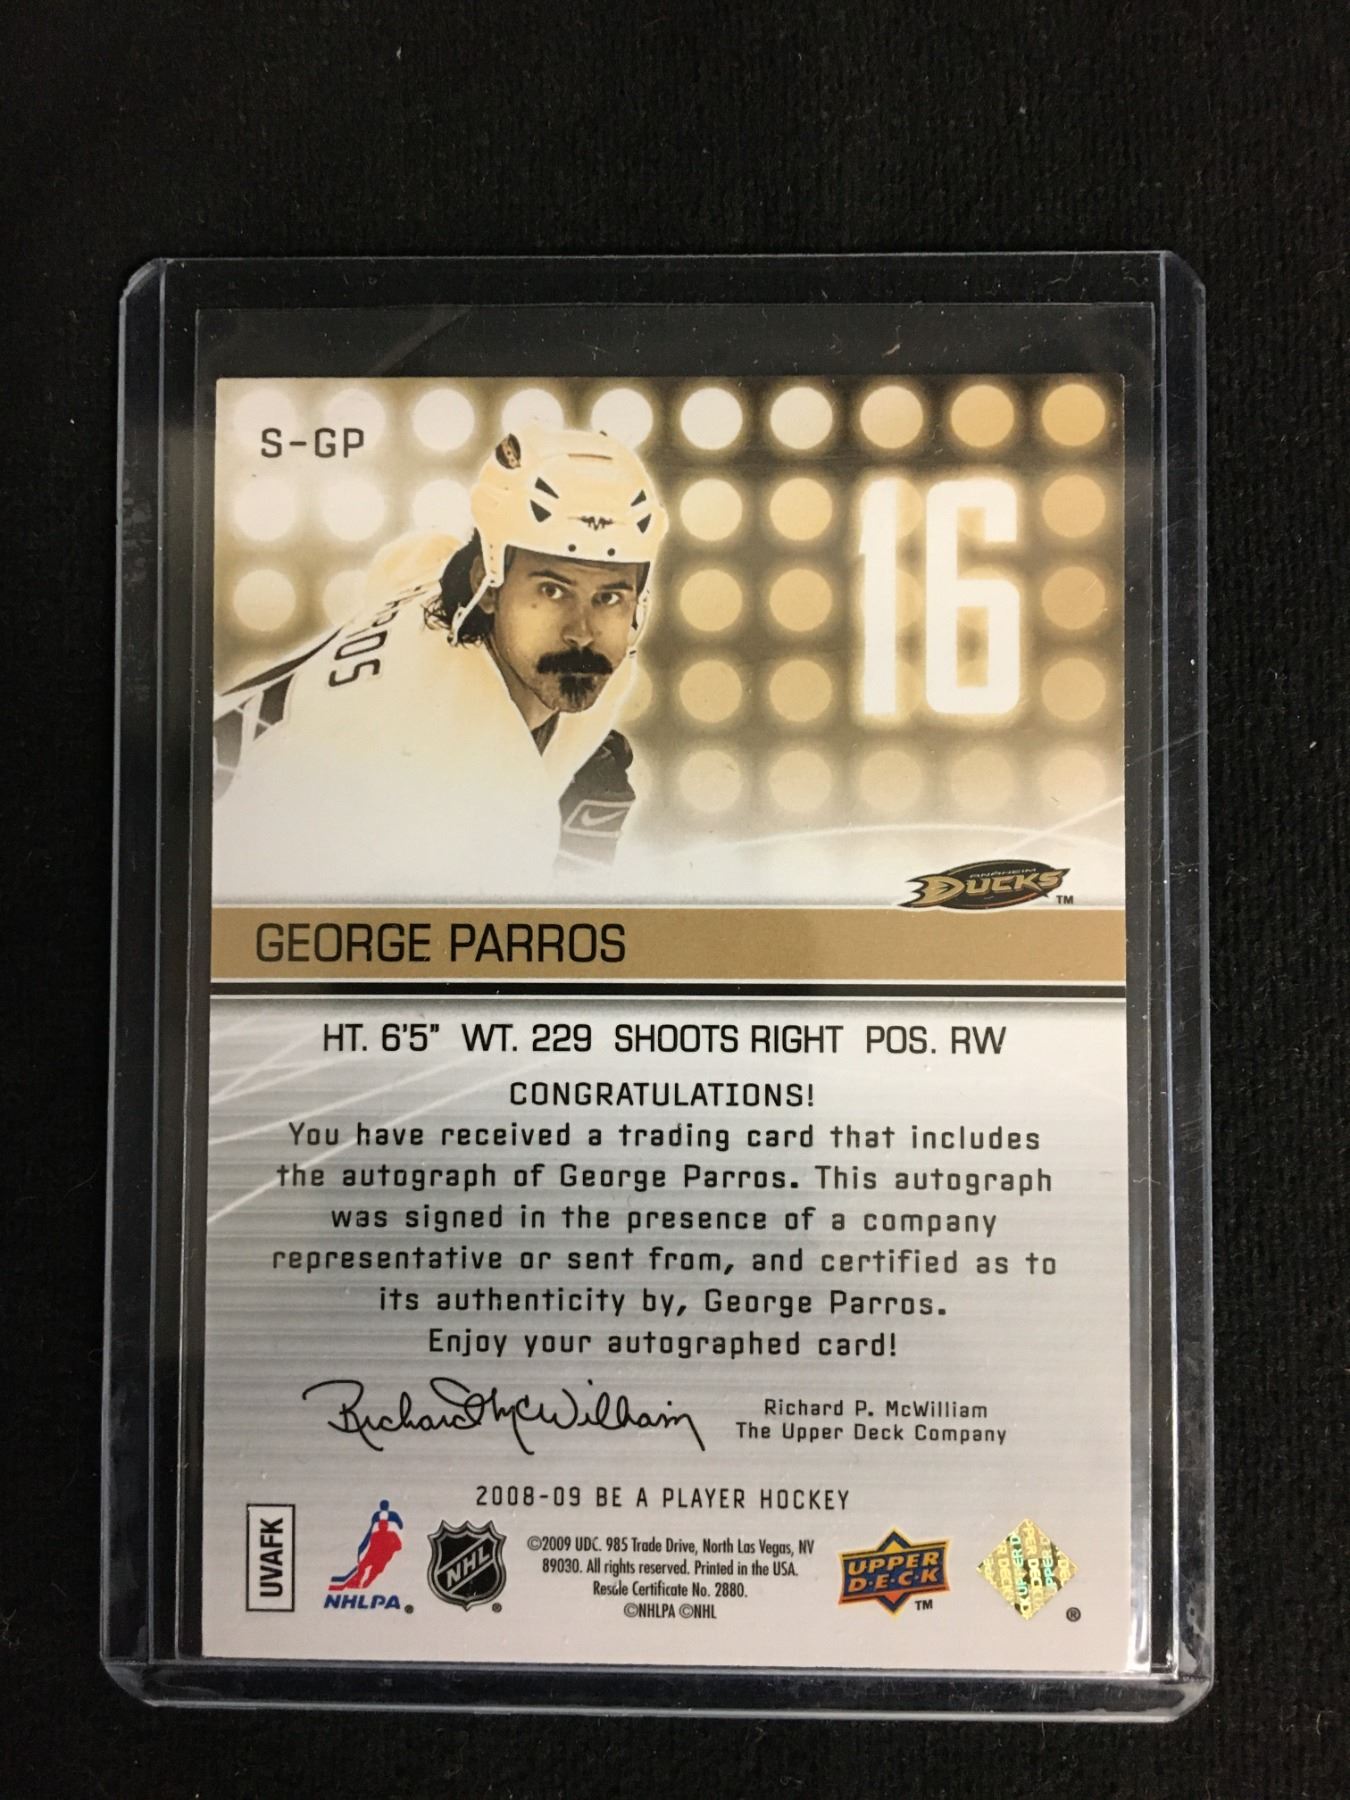 S-GP
16
RROS
ANAHEIM
DUCKS TM
GEORGE PARROS
HT. 6'5" WT. 229 SHOOTS RIGHT POS. RW
CONGRATULATIONS!
You have received a trading card that includes
the autograph of George Parros. This autograph
was signed in the presence of a company
representative or sent from, and certified as to
its authenticity by, George Parros.
Enjoy your autographed card!
Richard McWilliam
Richard P. McWilliam
The Upper Deck Company
2008-09 BE A PLAYER HOCKEY
UVAFK
NHLPA®
NHL®
©2009 UDC. 985 Trade Drive, North Las Vegas, NV
89030. All rights reserved. Printed in the USA.
Resale Certificate No. 2880.
©NHLPA ©NHL
UPPER
D·E·C·K
TM
®